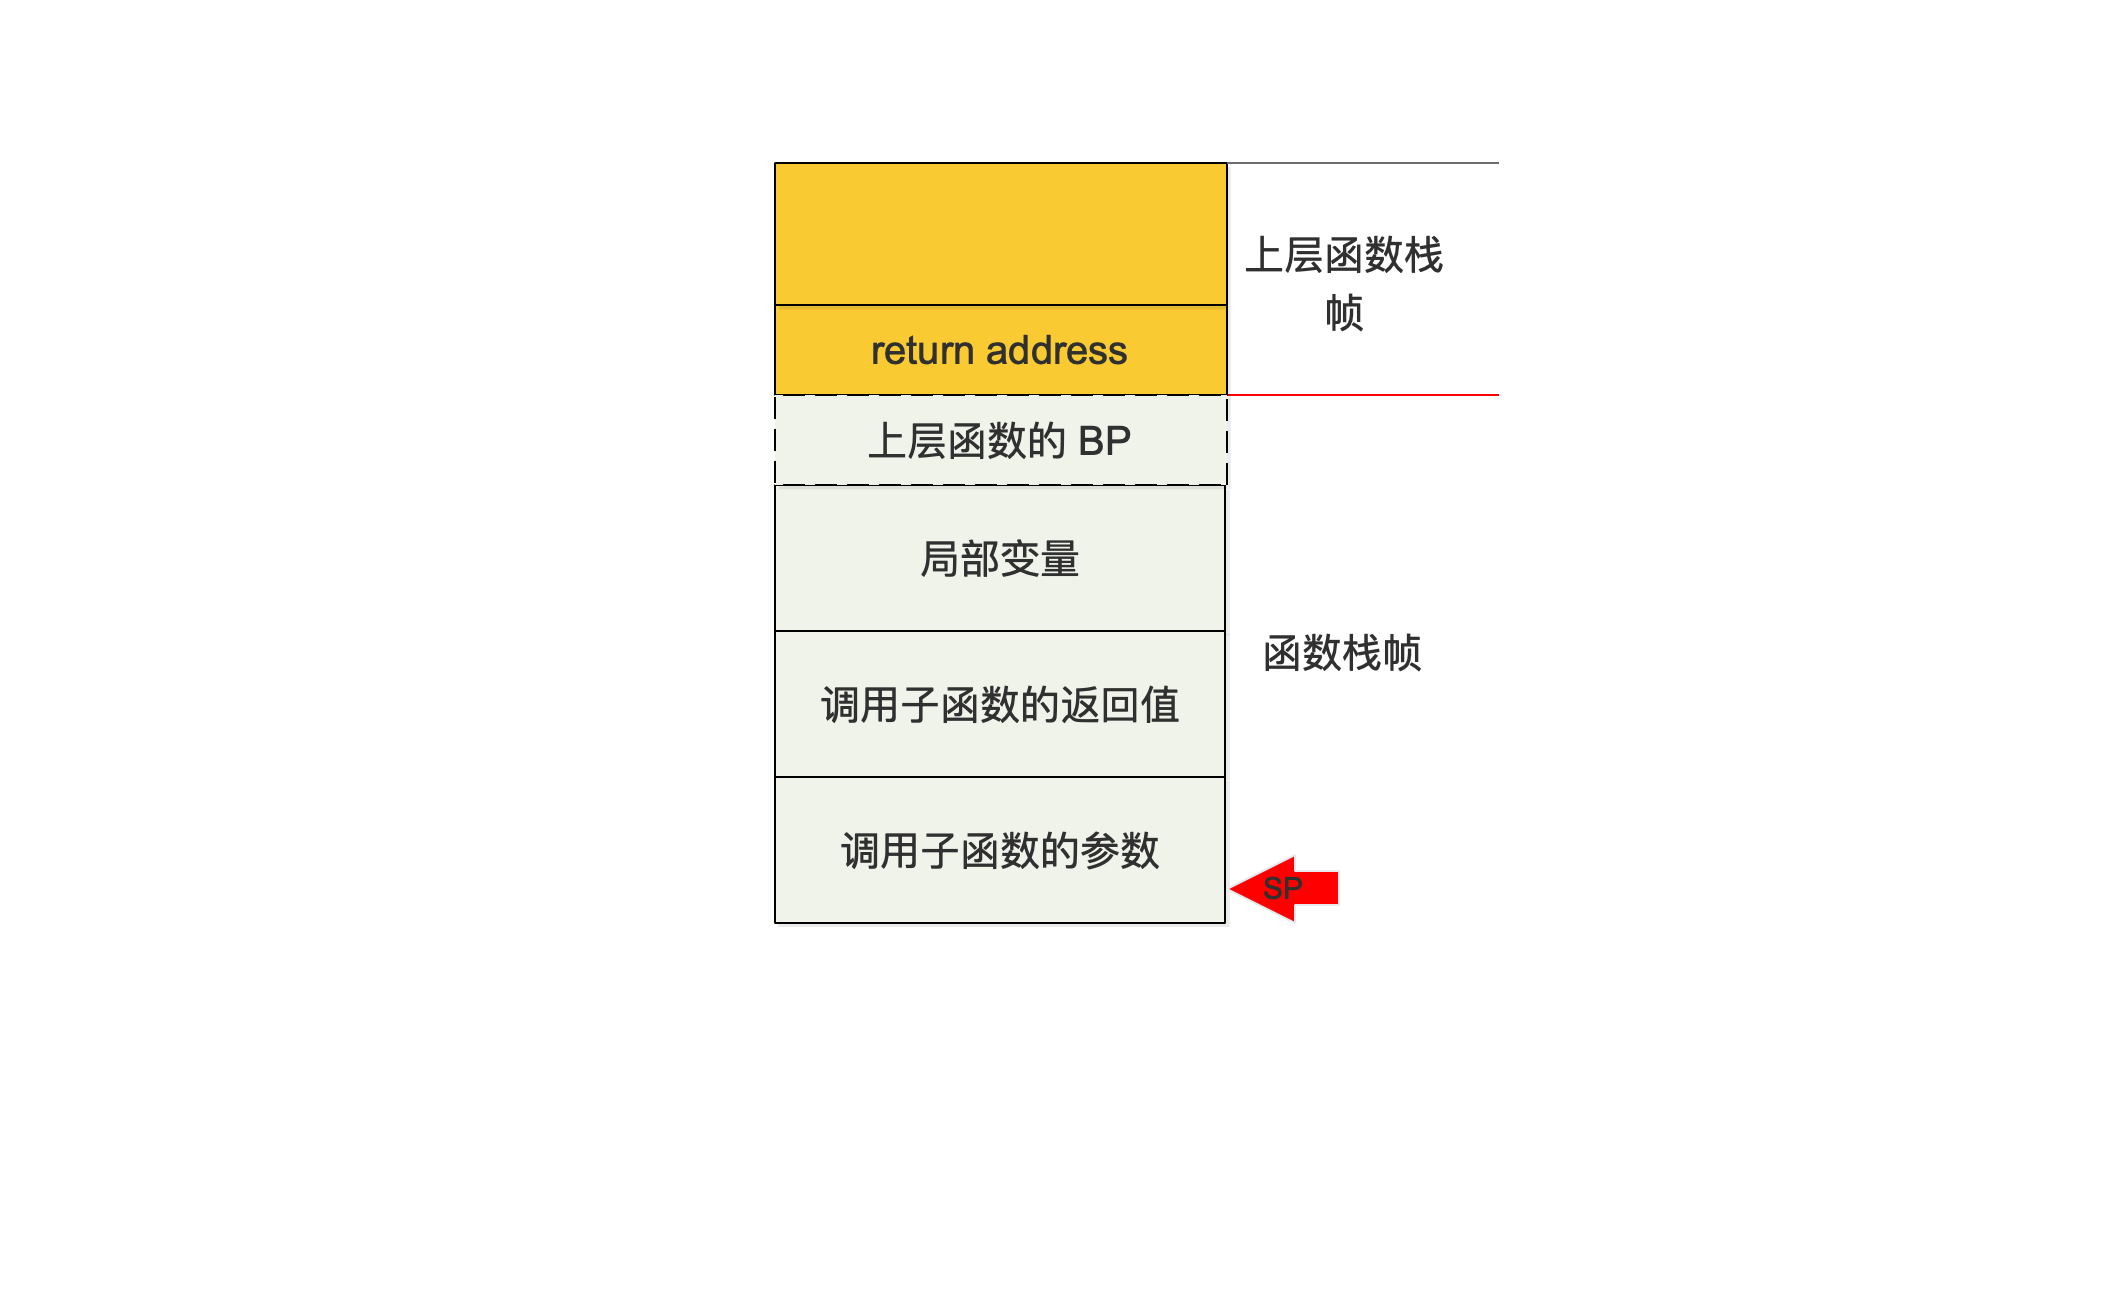 上层函数栈
帧
return address
上层函数的 BP
局部变量
函数栈帧
调用子函数的返回值
调用子函数的参数
SP